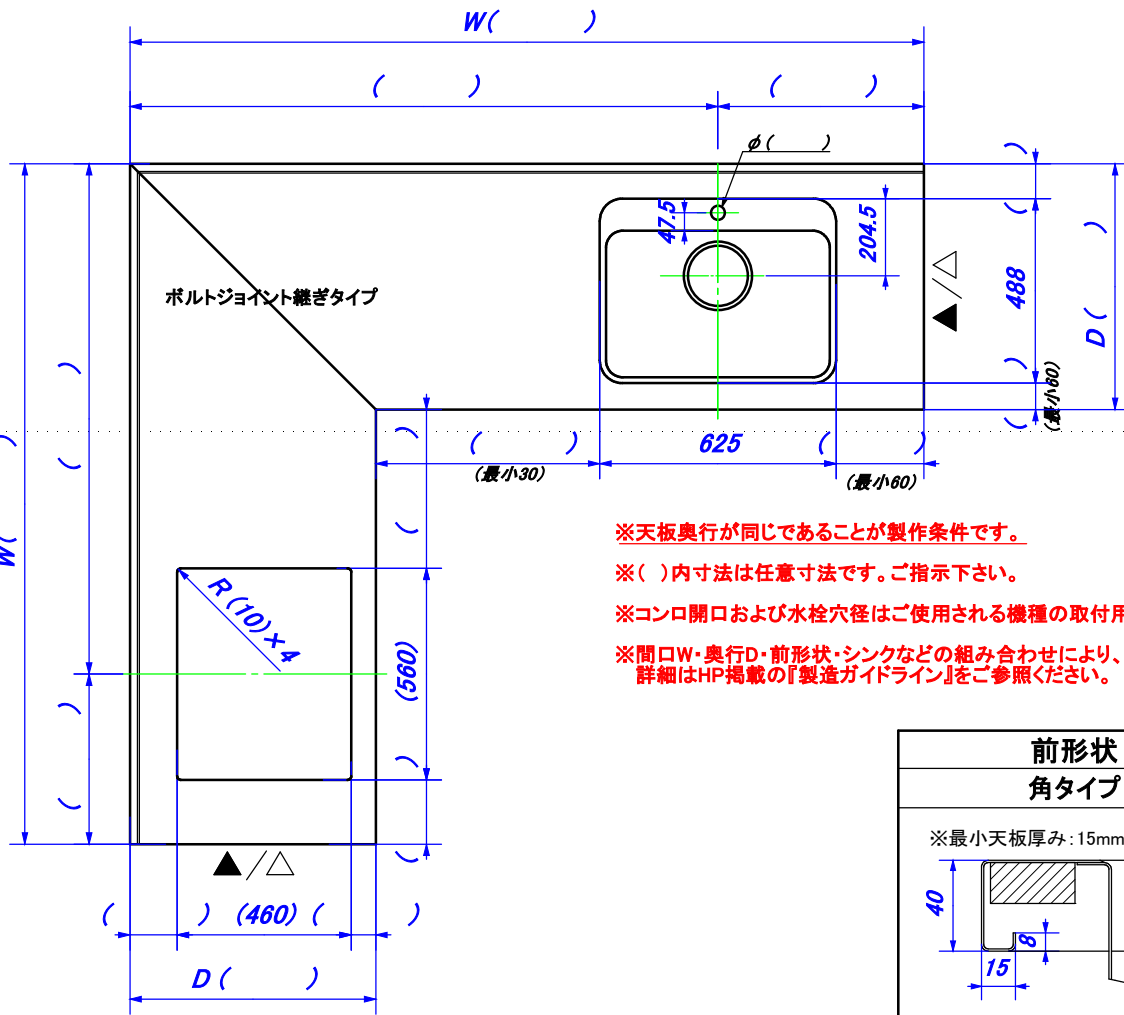 W(　　　)
(　　　)
(　　　)
φ(　　　)
47.5
204.5
(　)
488
D(　　　)
ボルトジョイント継ぎタイプ
(　　　)
(　)
(最小60)
W(　　　)
(　　　)
625
(　　　)
(最小30)
(最小60)
(　　　)
※天板奥行が同じであることが製作条件です。
※(　)内寸法は任意寸法です。ご指示下さい。
※コンロ開口および水栓穴径はご使用される機種の取付用
※間口W・奥行D・前形状・シンクなどの組み合わせにより、
詳細はHP掲載の『製造ガイドライン』をご参照ください。
R(10)×4
(560)
(　　　)
(　　　)
前形状
角タイプ
※最小天板厚み:15mm
40
8
15
▲/△
▲/△
(　　　)
(460)
(　　　)
D(　　　)